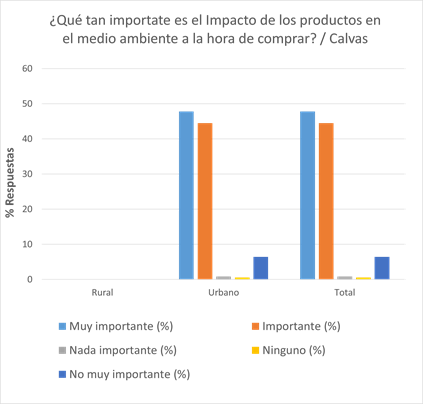 ¿Qué tan importate es el Impacto de los productos en
el medio ambiente a la hora de comprar? / Calvas
60
50
40
30
20
10
0
% Respuestas
Rural Urbano Total
Muy importante (%) Importante (%)
Nada importante (%) Ninguno (%)
No muy importante (%)